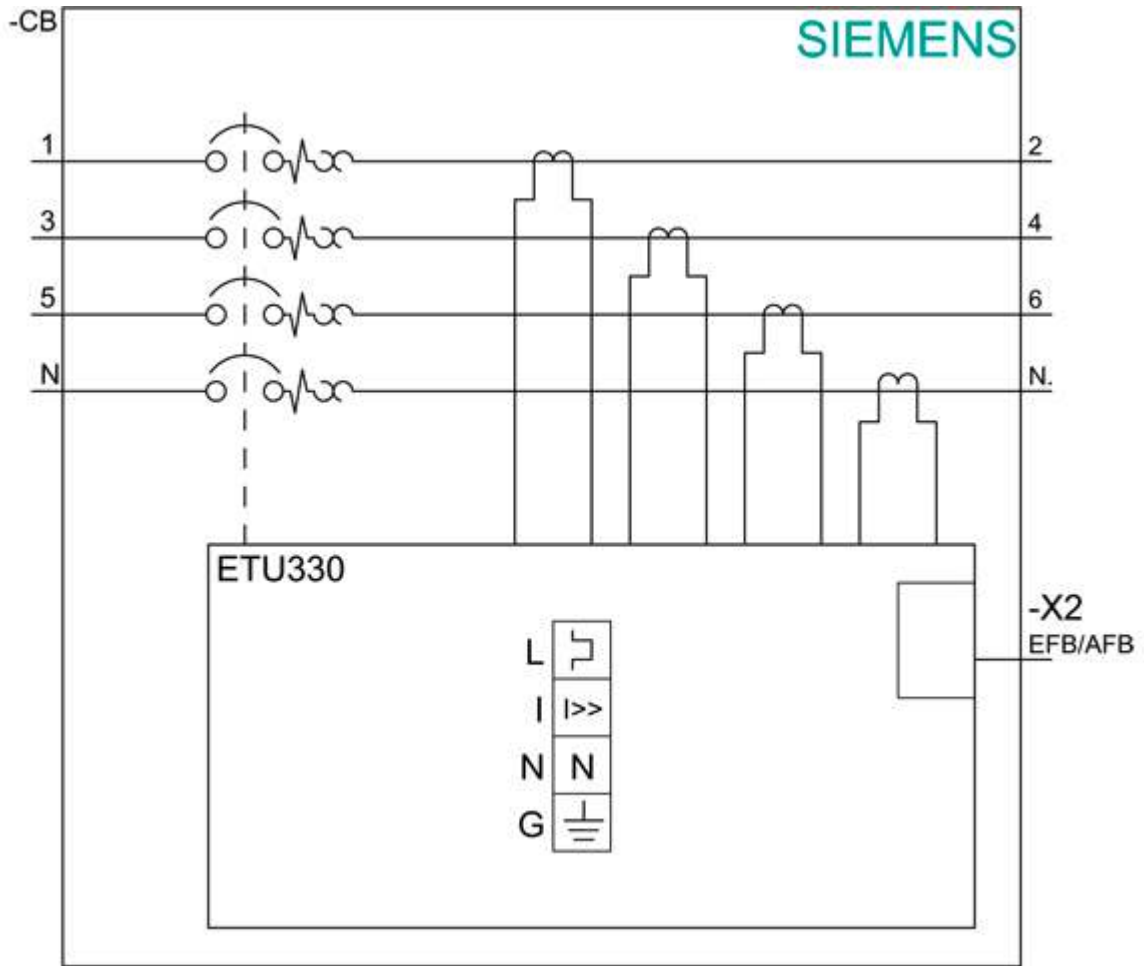 -CB
SIEMENS
1 2
3 4
5 6
N N.
ETU330
-X2
EFB/AFB
L
I I>>
N N
G